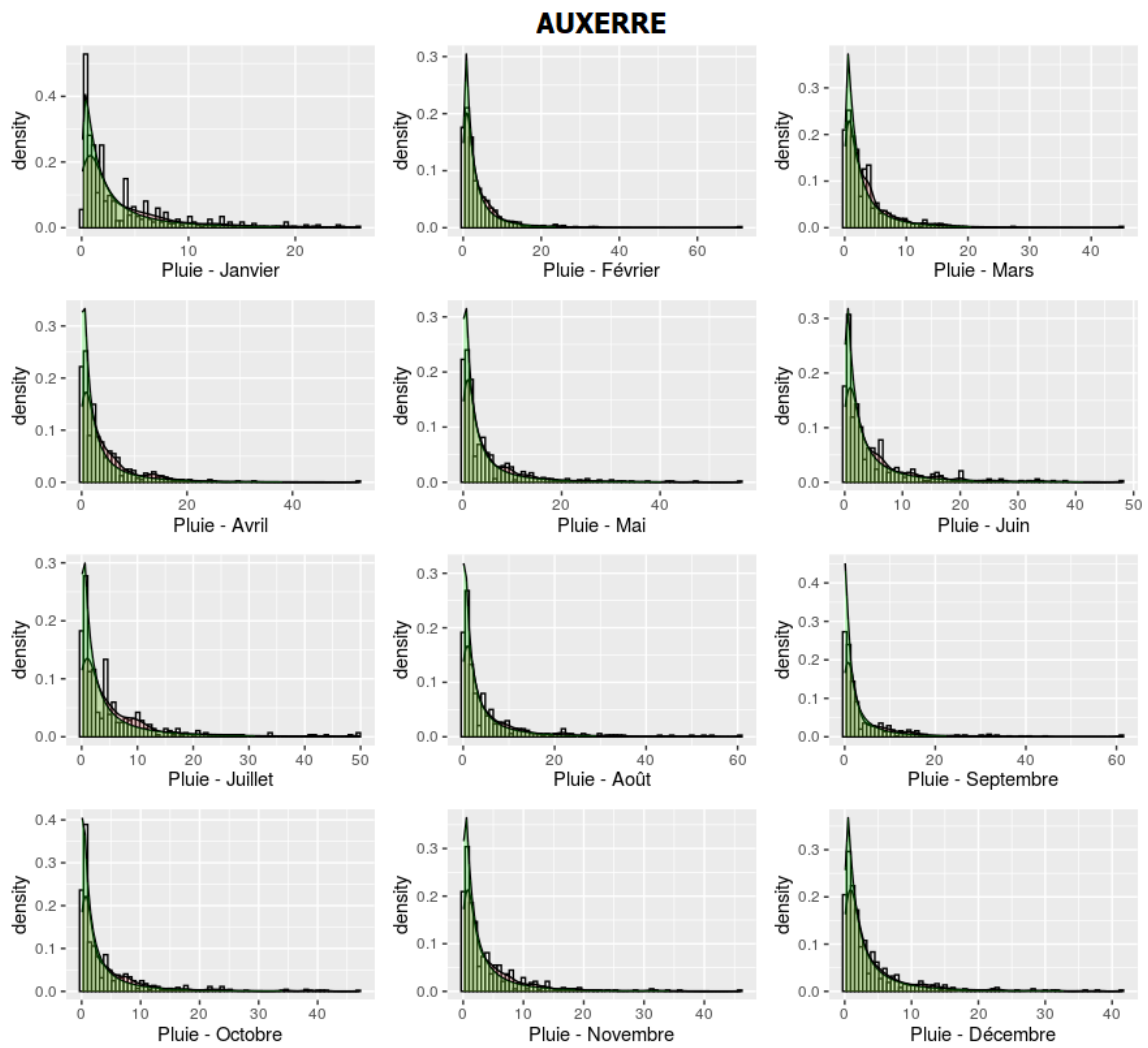 AUXERRE
density
0.4
0.2
0.0
0 10 20
Pluie - Janvier
density
0.3
0.2
0.1
0.0
0 20 40 60
Pluie - Février
density
0.3
0.2
0.1
0.0
0 10 20 30 40
Pluie - Mars
density
0.3
0.2
0.1
0.0
0 20 40
Pluie - Avril
density
0.3
0.2
0.1
0.0
0 20 40
Pluie - Mai
density
0.3
0.2
0.1
0.0
0 10 20 30 40 50
Pluie - Juin
density
0.3
0.2
0.1
0.0
0 10 20 30 40 50
Pluie - Juillet
density
0.3
0.2
0.1
0.0
0 20 40 60
Pluie - Août
density
0.4
0.3
0.2
0.1
0.0
0 20 40 60
Pluie - Septembre
density
0.4
0.3
0.2
0.1
0.0
0 10 20 30 40
Pluie - Octobre
density
0.3
0.2
0.1
0.0
0 10 20 30 40
Pluie - Novembre
density
0.3
0.2
0.1
0.0
0 10 20 30 40
Pluie - Décembre